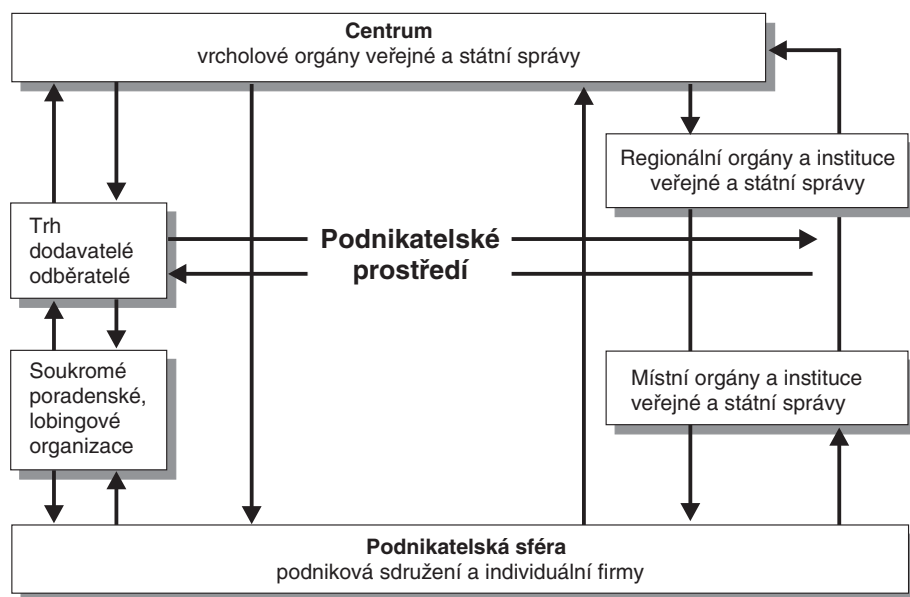 Centrum
vrcholové orgány veřejné a státní správy
Regionální orgány a instituce
veřejné a státní správy
Trh
dodavatelé
odběratelé
Podnikatelské
prostředí
Soukromé
poradenské,
lobingové
organizace
Místní orgány a instituce
veřejné a státní správy
Podnikatelská sféra
podniková sdružení a individuální firmy